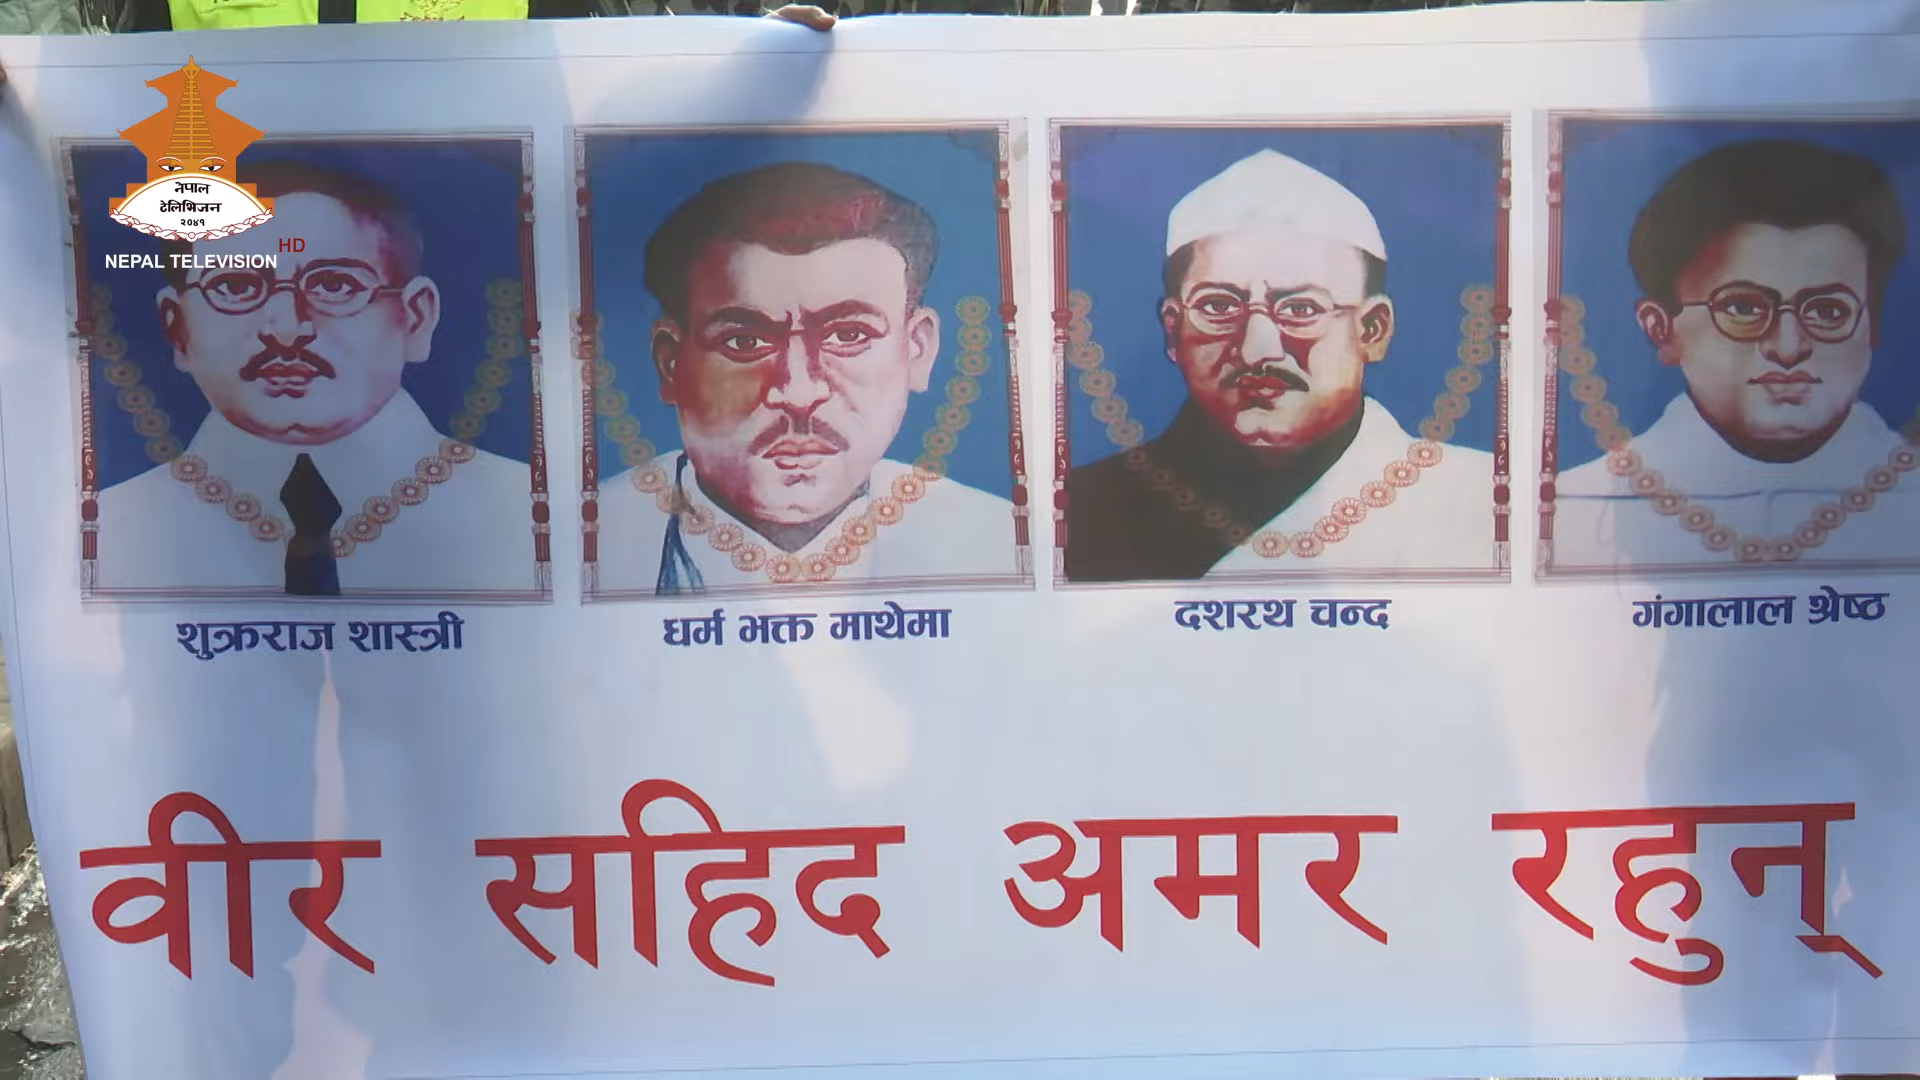 नेपाल
टेलिभिजन
२०४१
HD
NEPAL TELEVISION
शुक्रराज शास्त्री
धर्म भक्त माथेमा
दशरथ चन्द
गंगालाल श्रेष्ठ
वीर सहिद अमर रहुन्